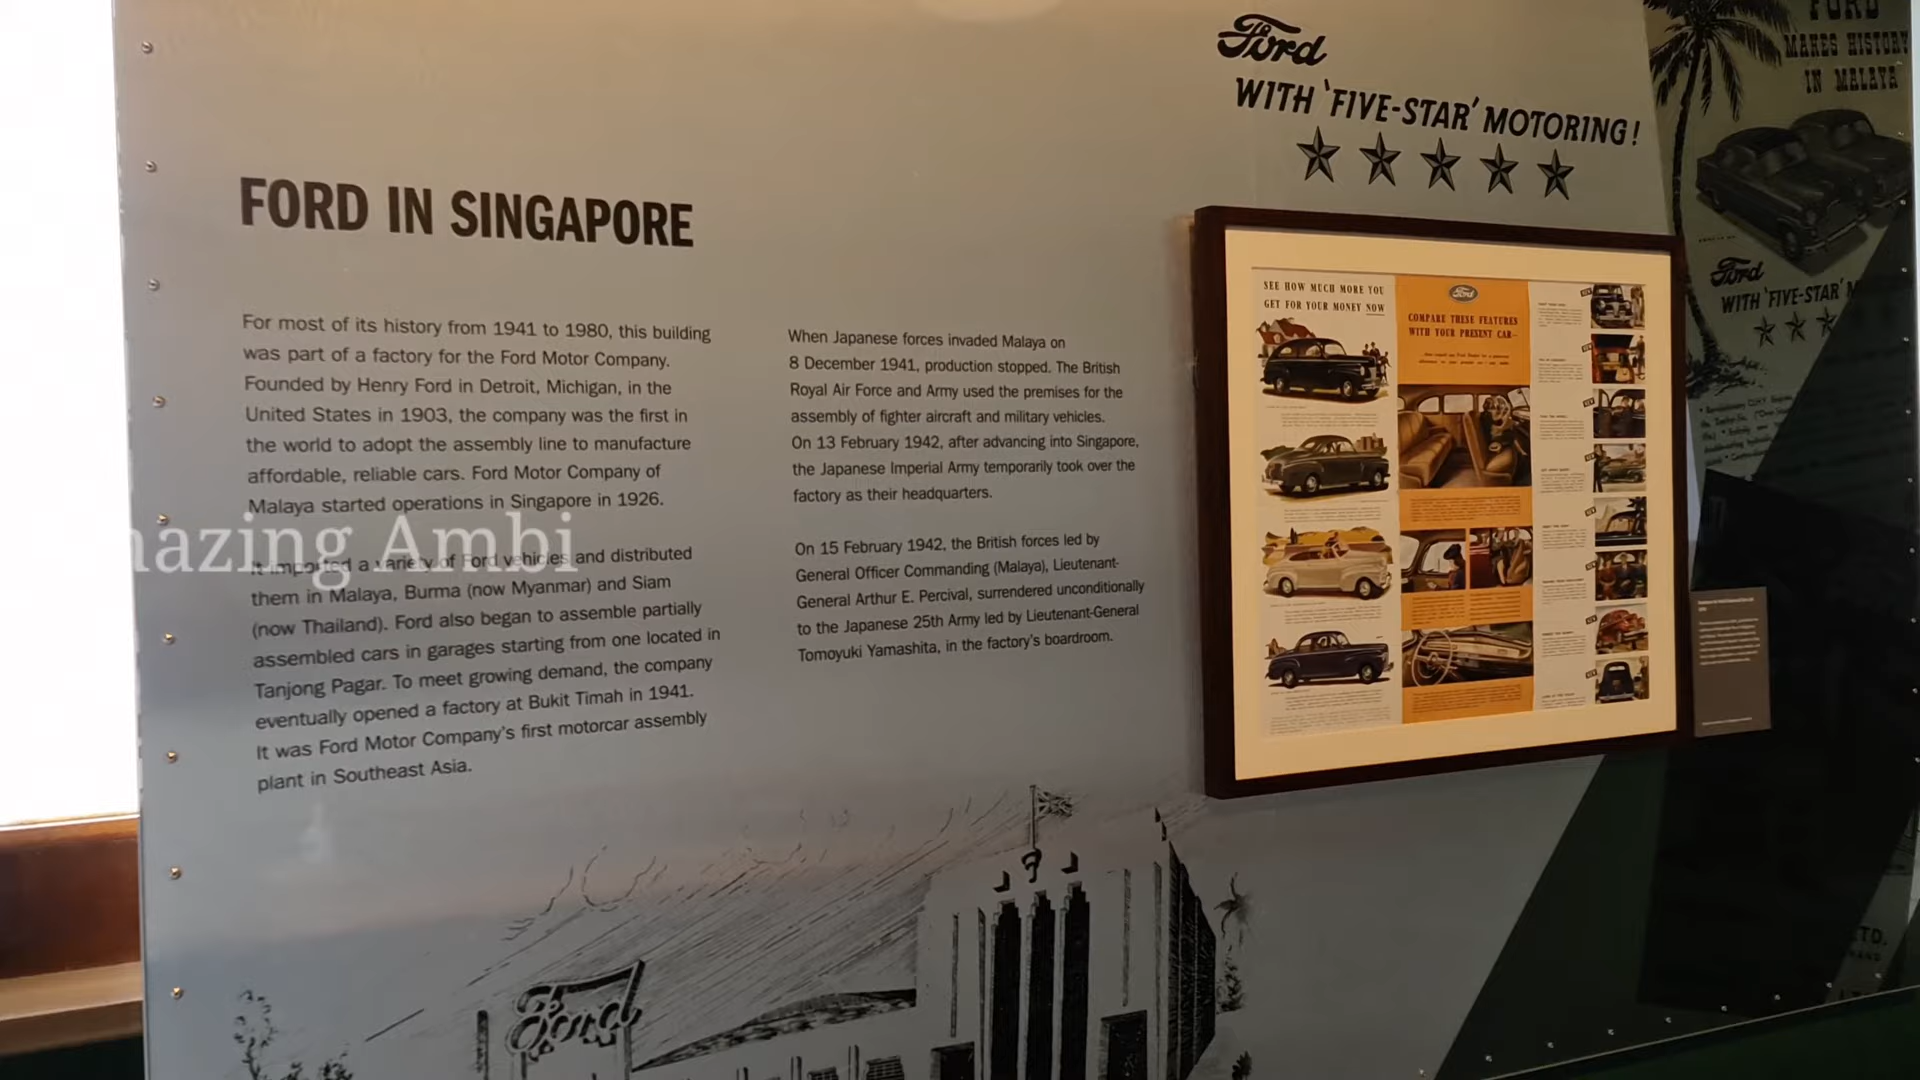 FORD IN SINGAPORE
For most of its history from 1941 to 1980, this building
was part of a factory for the Ford Motor Company.
Founded by Henry Ford in Detroit, Michigan, in the
United States in 1903, the company was the first in
the world to adopt the assembly line to manufacture
affordable, reliable cars. Ford Motor Company of
Malaya started operations in Singapore in 1926.
It imported a variety of Ford vehicles and distributed
them in Malaya, Burma (now Myanmar) and Siam
(now Thailand). Ford also began to assemble partially
assembled cars in garages starting from one located in
Tanjong Pagar. To meet growing demand, the company
eventually opened a factory at Bukit Timah in 1941.
It was Ford Motor Company's first motorcar assembly
plant in Southeast Asia.
When Japanese forces invaded Malaya on
8 December 1941, production stopped. The British
Royal Air Force and Army used the premises for the
assembly of fighter aircraft and military vehicles.
On 13 February 1942, after advancing into Singapore,
the Japanese Imperial Army temporarily took over the
factory as their headquarters.
On 15 February 1942, the British forces led by
General Officer Commanding (Malaya), Lieutenant-
General Arthur E. Percival, surrendered unconditionally
to the Japanese 25th Army led by Lieutenant-General
Tomoyuki Yamashita, in the factory's boardroom.
Ford
WITH 'FIVE-STAR' MOTORING!
SEE HOW MUCH MORE YOU
GET FOR YOUR MONEY NOW
Ford
COMPARE THESE FEATURES
WITH YOUR PRESENT CAR—
FORD
MAKES HISTORY
IN MALAYA
Ford
WITH 'FIVE-STAR' M
Ford
LTD.
azing Ambi